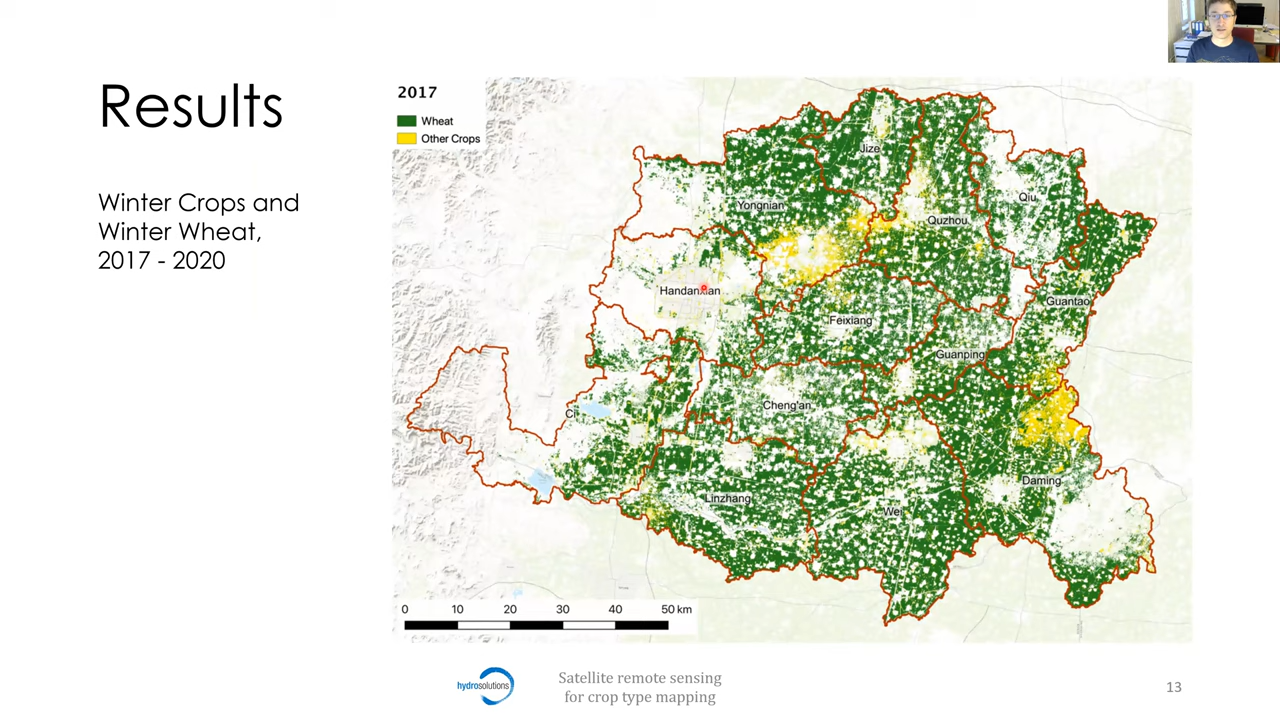 Results
Winter Crops and
Winter Wheat,
2017 - 2020
2017
Wheat
Other Crops
Jize
Qiu
Yongnian
Quzhou
Handanxian
Guantao
Feixiang
Guanping
Cheng'an
Ci
Daming
Linzhang
Wei
0 10 20 30 40 50 km
hydrosolutions
Satellite remote sensing
for crop type mapping
13